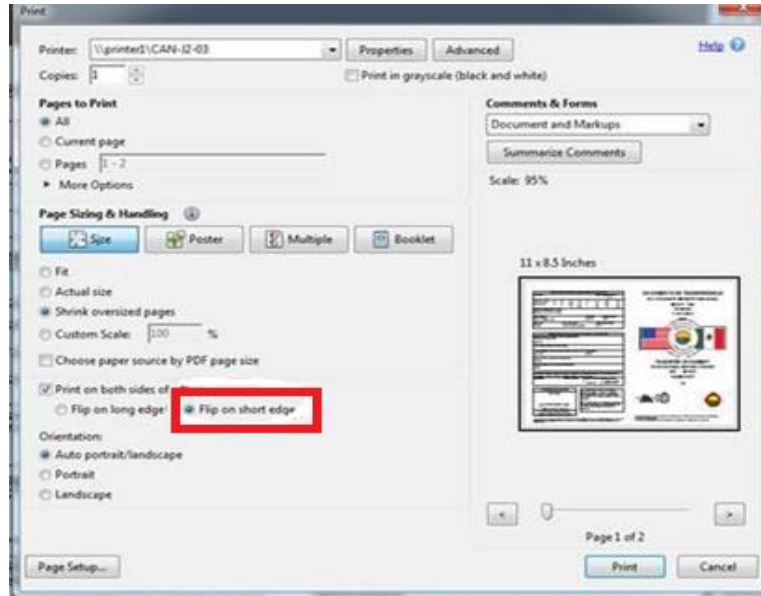 Print
Printer: \\printer1\CAN-J2-03 Properties Advanced Help
Copies: 1 Print in grayscale (black and white)
Pages to Print
All
Current page
Pages 1 - 2
More Options
Comments & Forms
Document and Markups
Summarize Comments
Scale: 95%
Page Sizing & Handling
Size Poster Multiple Booklet
Fit
Actual size
Shrink oversized pages
Custom Scale: 100 %
Choose paper source by PDF page size
Print on both sides of
Flip on long edge Flip on short edge
Orientation:
Auto portrait/landscape
Portrait
Landscape
11 x 8.5 Inches
< >
Page 1 of 2
Page Setup... Print Cancel